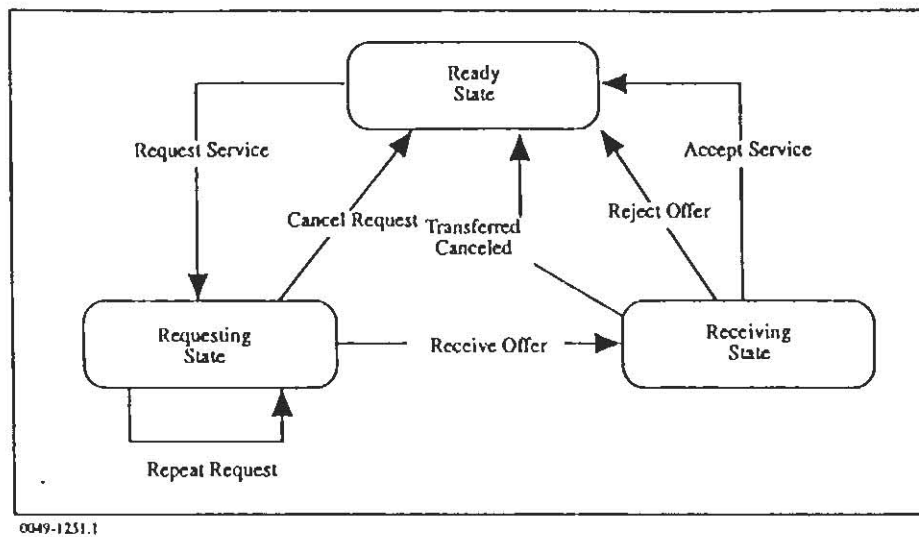 Ready
State
Request Service
Accept Service
Cancel Request
Transferred
Canceled
Reject Offer
Requesting
State
Receive Offer
Receiving
State
Repeat Request
0049-1251.1